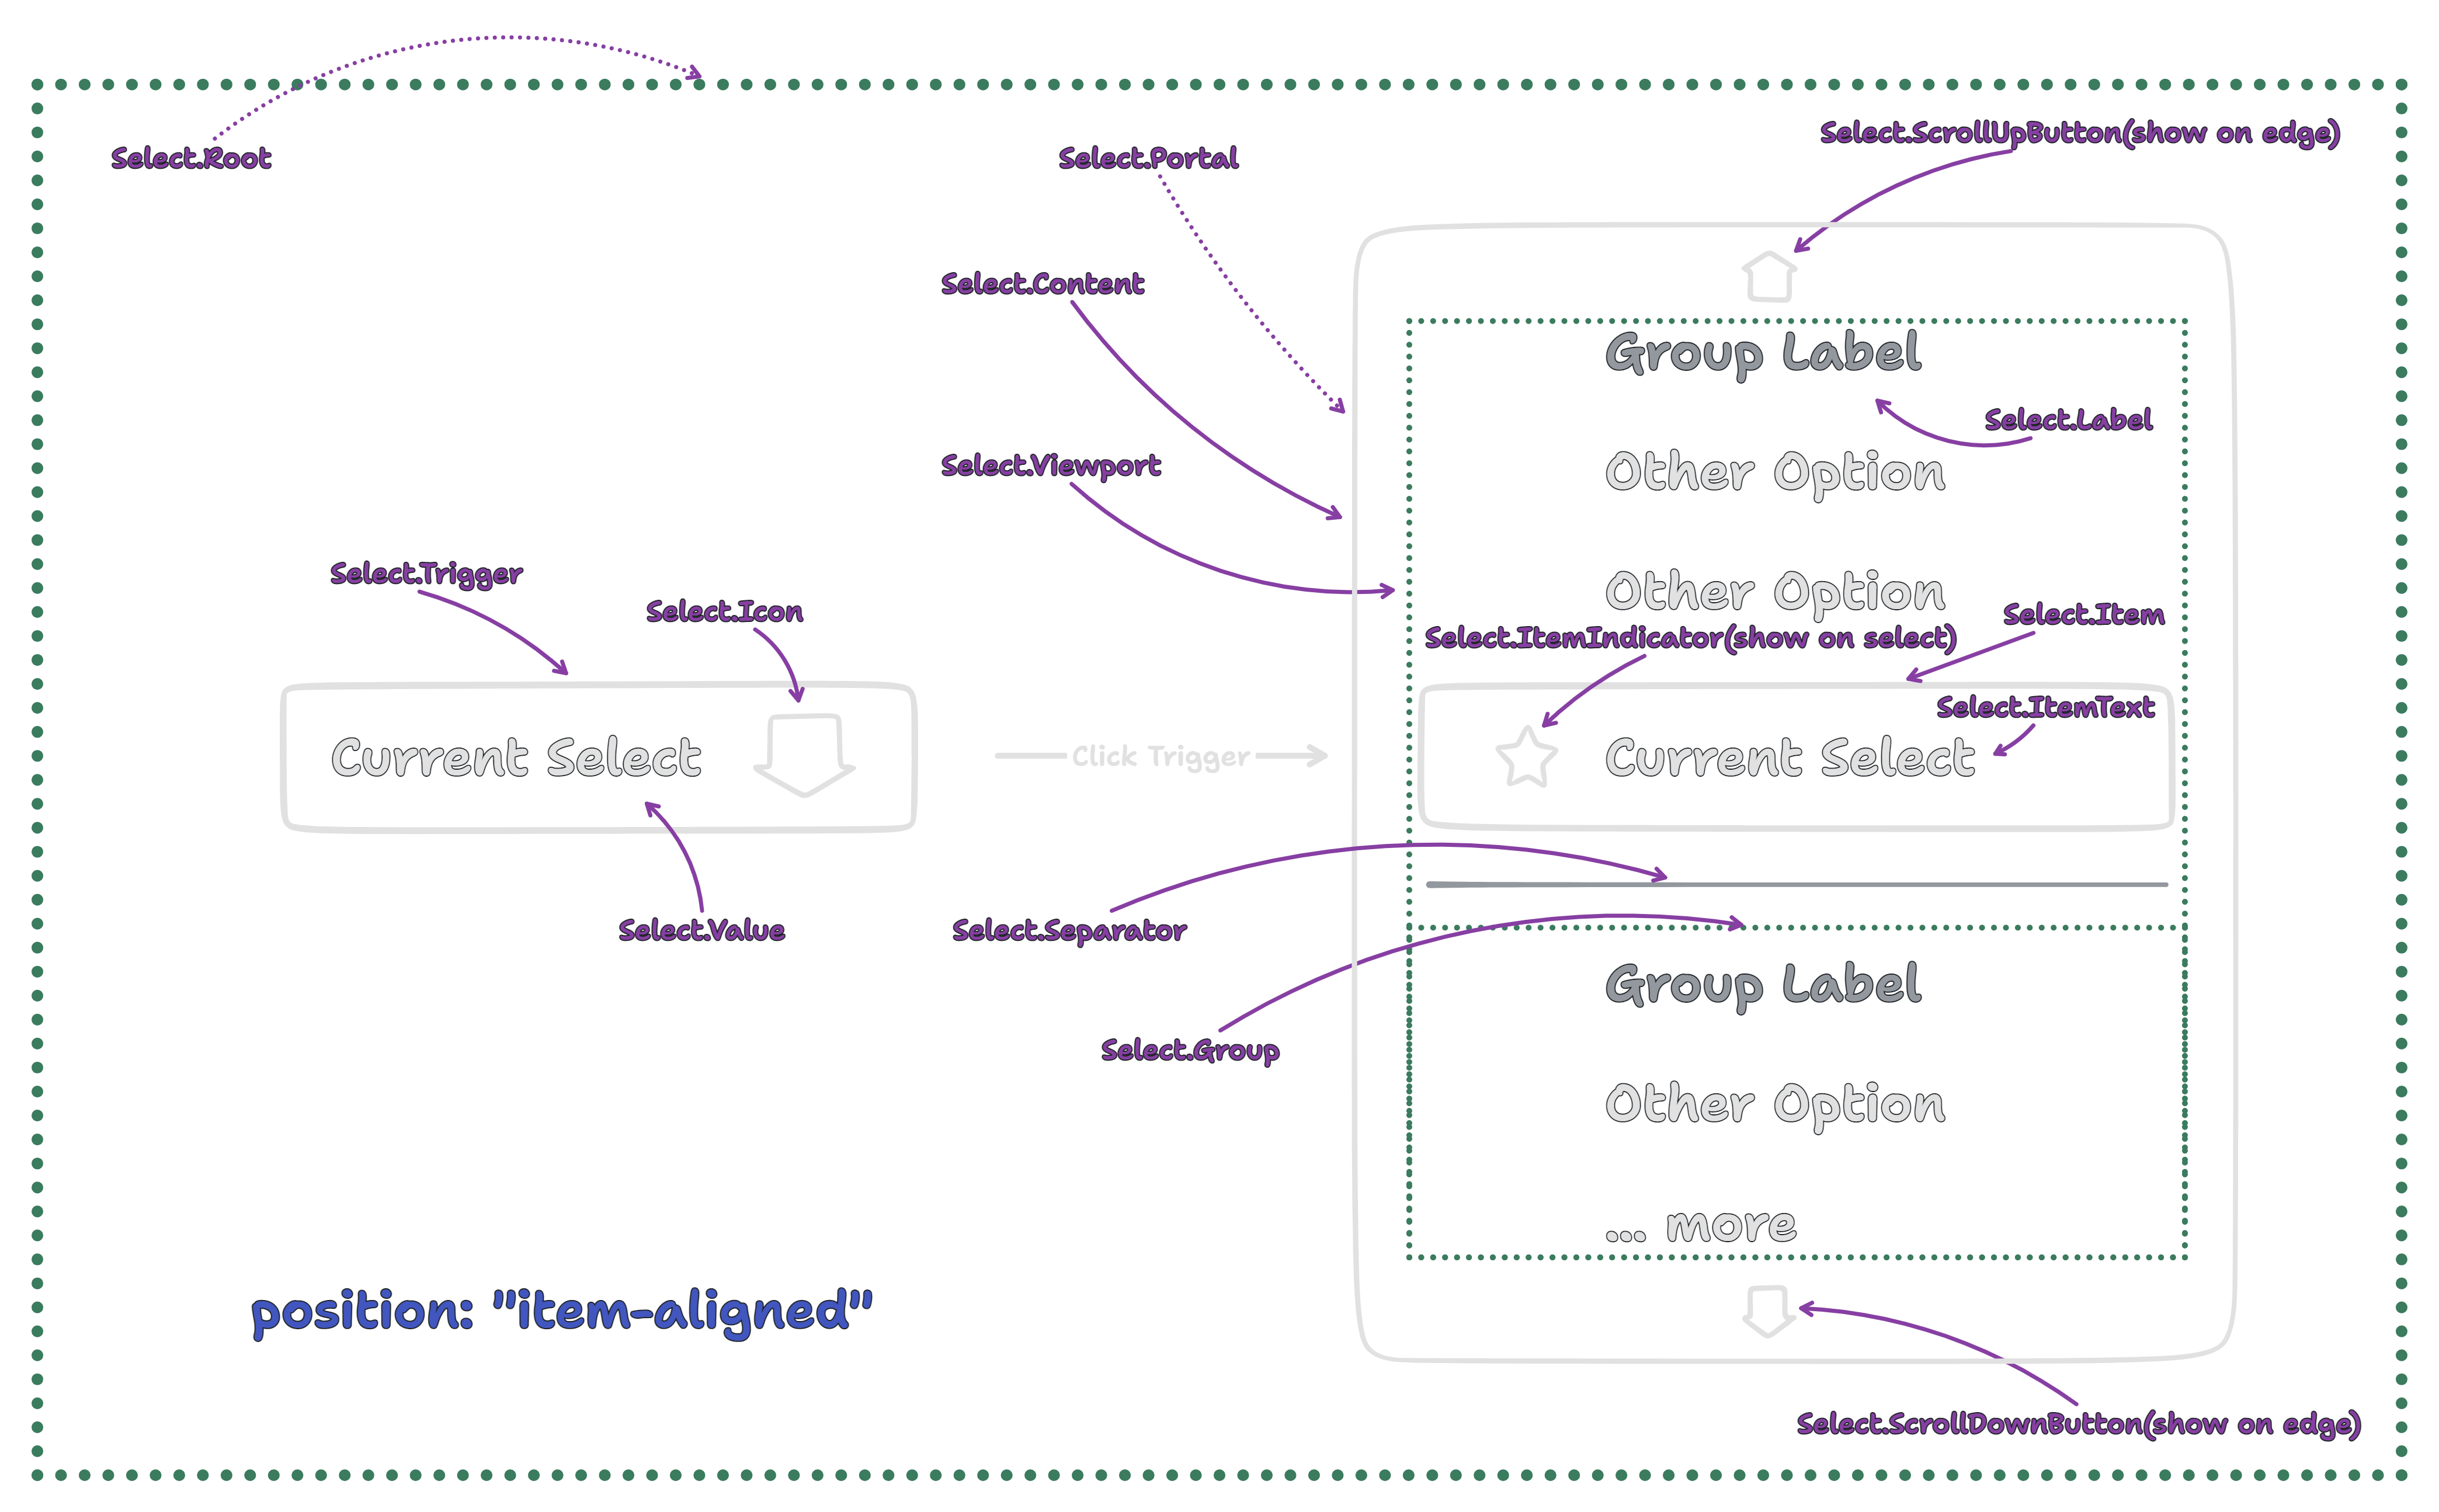 Select.Root
Select.Portal
Select.ScrollUpButton(show on edge)
Select.Content
Group Label
Select.Label
Select.Viewport
Other Option
Select.Trigger
Select.Icon
Other Option
Select.Item
Select.ItemIndicator(show on select)
Select.ItemText
Current Select
Click Trigger
Current Select
Select.Value
Select.Separator
Group Label
Select.Group
Other Option
... more
position: "item-aligned"
Select.ScrollDownButton(show on edge)